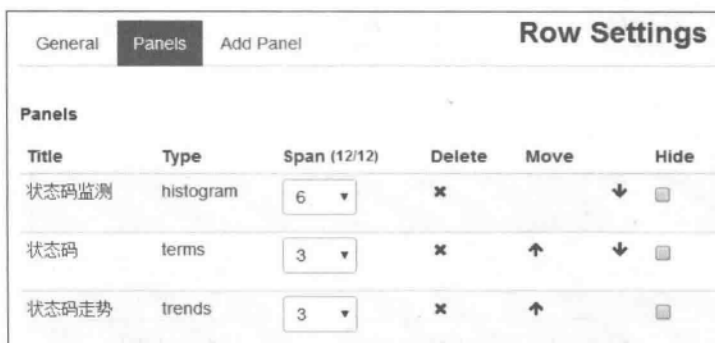 General Panels Add Panel Row Settings
Panels
Title Type Span (12/12) Delete Move Hide
状态码监测 histogram 6
状态码 terms 3
状态码走势 trends 3